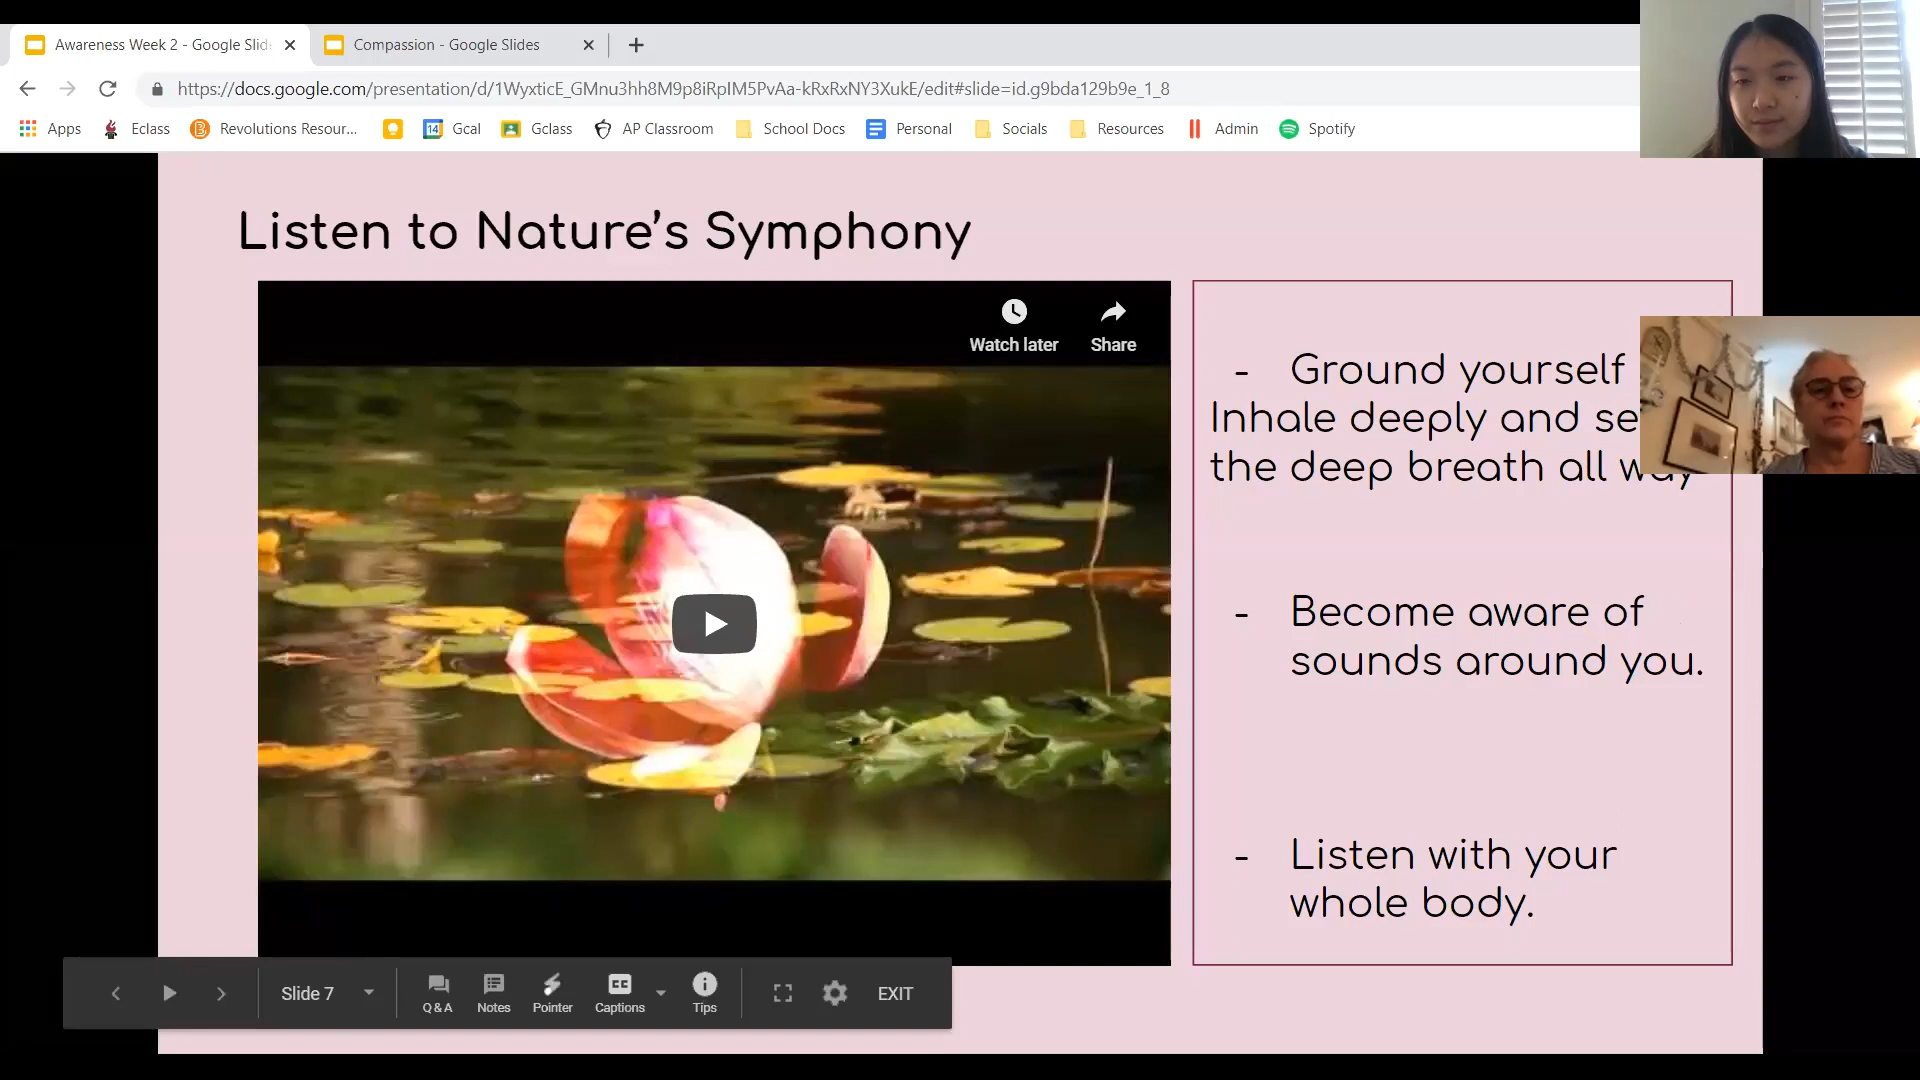 Awareness Week 2 - Google Slid
Compassion - Google Slides
https://docs.google.com/presentation/d/1WyxticE_GMnu3hh8M9p8iRpIM5PvAa-kRxRxNY3XukE/edit#slide=id.g9bda129b9e_1_8
Apps Eclass Revolutions Resour... Gcal Gclass AP Classroom School Docs Personal Socials Resources Admin Spotify
Listen to Nature's Symphony
Watch later Share
- Ground yourself
Inhale deeply and se
the deep breath all way
- Become aware of
sounds around you.
- Listen with your
whole body.
Slide 7 Q&A Notes Pointer Captions Tips EXIT